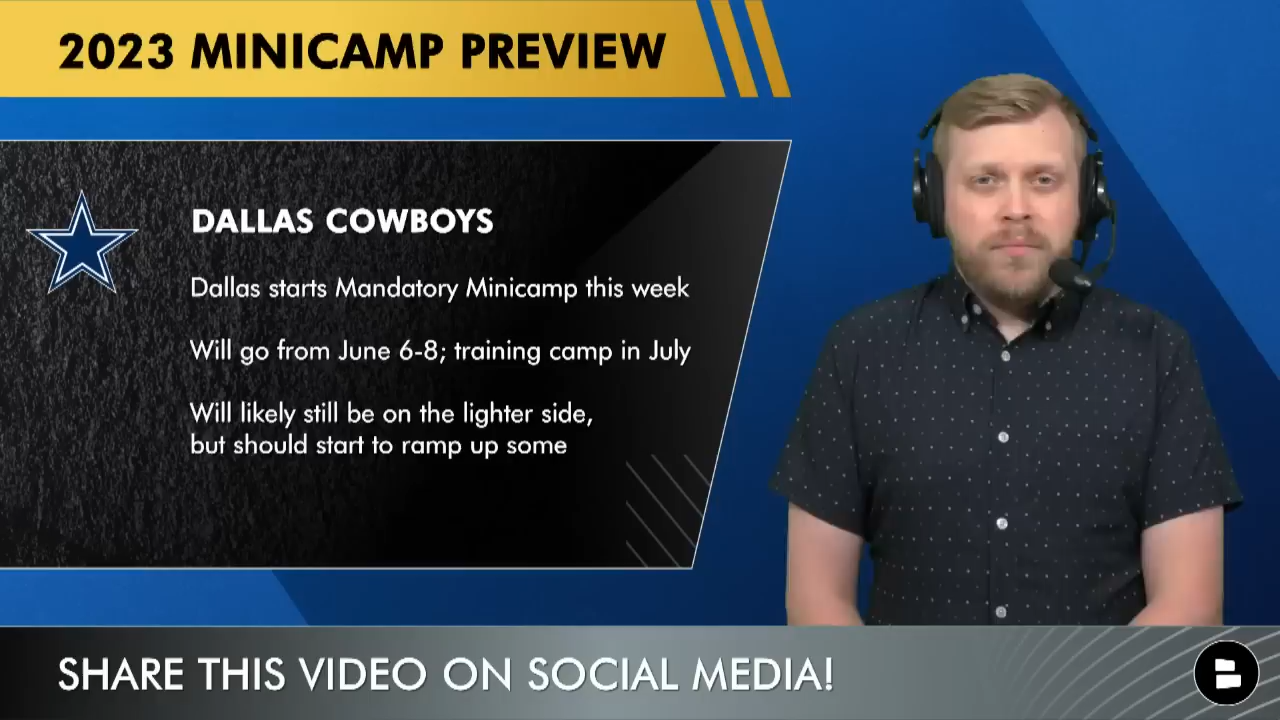 2023 MINICAMP PREVIEW
DALLAS COWBOYS
Dallas starts Mandatory Minicamp this week
Will go from June 6-8; training camp in July
Will likely still be on the lighter side,
but should start to ramp up some
SHARE THIS VIDEO ON SOCIAL MEDIA!